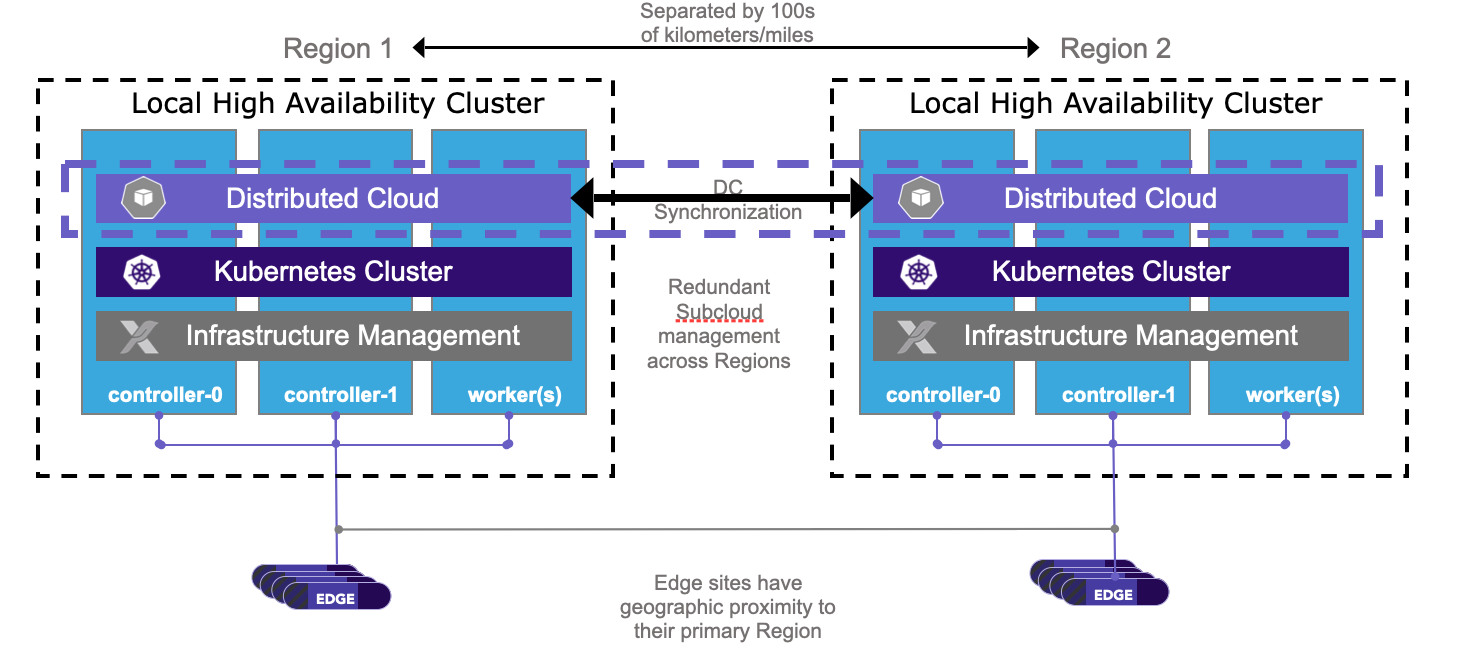 Separated by 100s
of kilometers/miles
Region 1
Region 2
Local High Availability Cluster
Local High Availability Cluster
Distributed Cloud
DC
Synchronization
Distributed Cloud
Kubernetes Cluster
Kubernetes Cluster
Redundant
Subcloud
management
across Regions
Infrastructure Management
Infrastructure Management
controller-0
controller-1
worker(s)
controller-0
controller-1
worker(s)
EDGE
EDGE
Edge sites have
geographic proximity to
their primary Region